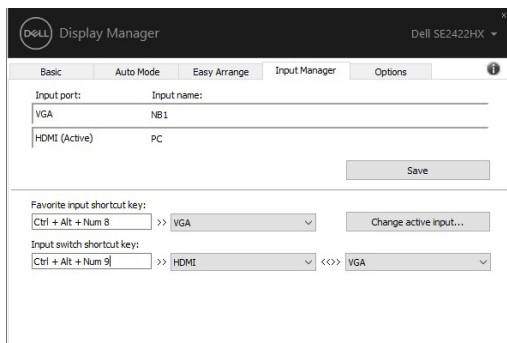 x
DELL Display Manager Dell SE2422HX
Basic Auto Mode Easy Arrange Input Manager Options i
Input port: Input name:
VGA NB1
HDMI (Active) PC
Save
Favorite input shortcut key:
Ctrl + Alt + Num 8 >> VGA Change active input...
Input switch shortcut key:
Ctrl + Alt + Num 9 >> HDMI <<>> VGA